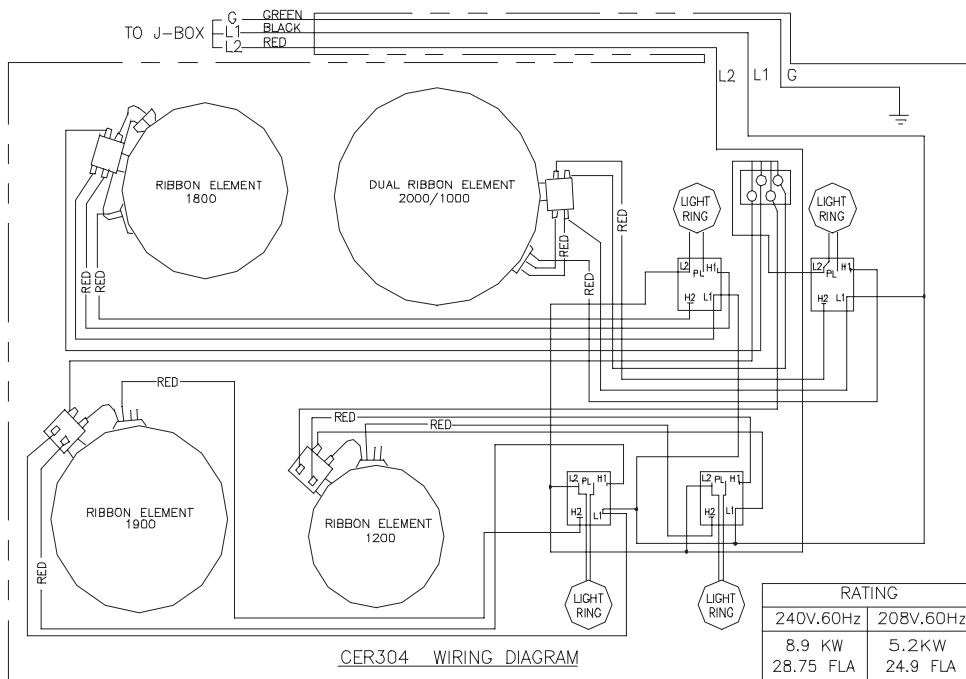 G GREEN
TO J-BOX L1 BLACK
L2 RED
L2 L1 G
RIBBON ELEMENT
1800
DUAL RIBBON ELEMENT
2000/1000
LIGHT
RING
LIGHT
RING
RED
RED
RED
RED
RED
L2 PL H1
H2 L1
L2 PL H1
H2 L1
RED
RED
RED
RED
RIBBON ELEMENT
1900
RIBBON ELEMENT
1200
L2 PL H1
H2 L1
L2 PL H1
H2 L1
LIGHT
RING
LIGHT
RING
CER304 WIRING DIAGRAM
RATING
240V.60Hz 208V.60Hz
8.9 KW 5.2KW
28.75 FLA 24.9 FLA